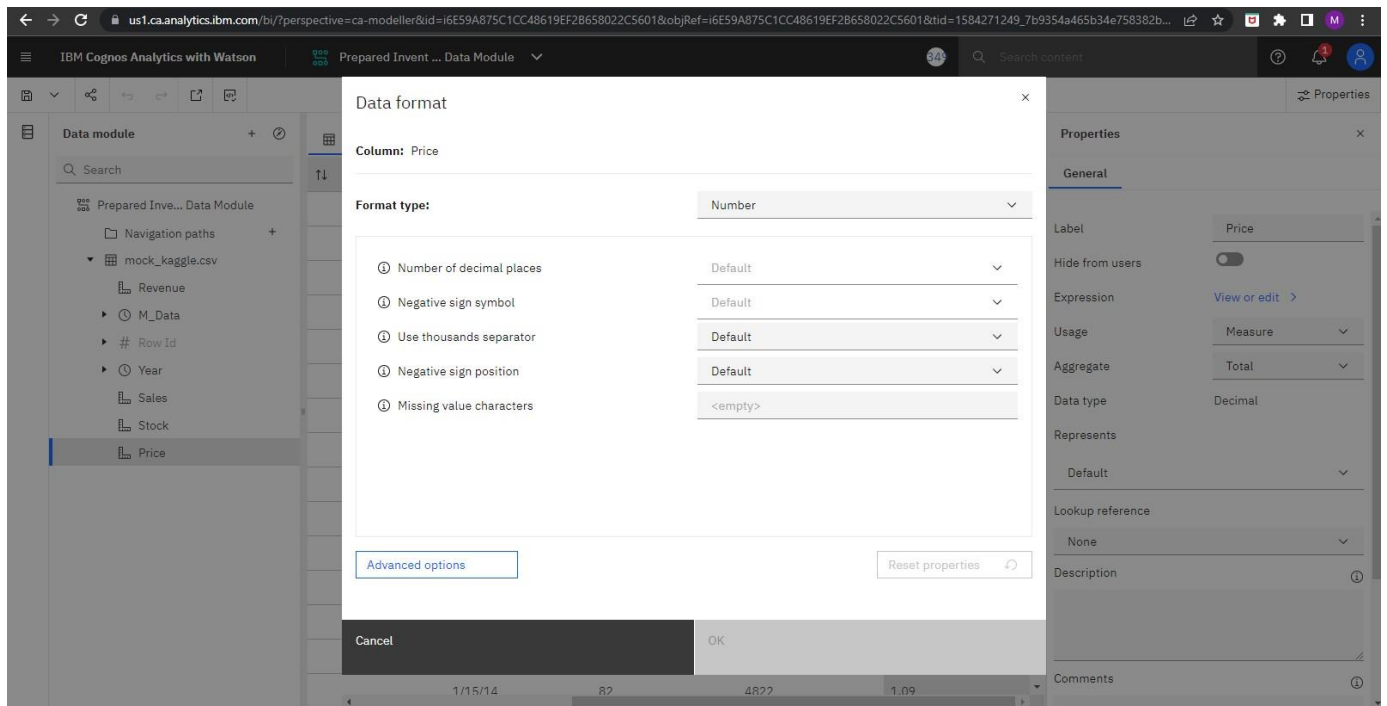 us1.ca.analytics.ibm.com/bi/?perspective=ca-modeller&id=i6E59A875C1CC48619EF2B658022C5601&objRef=i6E59A875C1CC48619EF2B658022C5601&tid=1584271249_7b9354a465b34e758382b...
M
IBM Cognos Analytics with Watson
Prepared Invent ... Data Module
Search content
1
Properties
Data module
Search
Prepared Inve... Data Module
Navigation paths
mock_kaggle.csv
Revenue
M_Data
# Row Id
Year
Sales
Stock
Price
Data format
Column: Price
Format type:
Number
Number of decimal places
Default
Negative sign symbol
Default
Use thousands separator
Default
Negative sign position
Default
Missing value characters
<empty>
Advanced options
Reset properties
Cancel
OK
1/15/14 82 4822 1.09
Properties
General
Label
Price
Hide from users
Expression
View or edit
Usage
Measure
Aggregate
Total
Data type
Decimal
Represents
Default
Lookup reference
None
Description
Comments